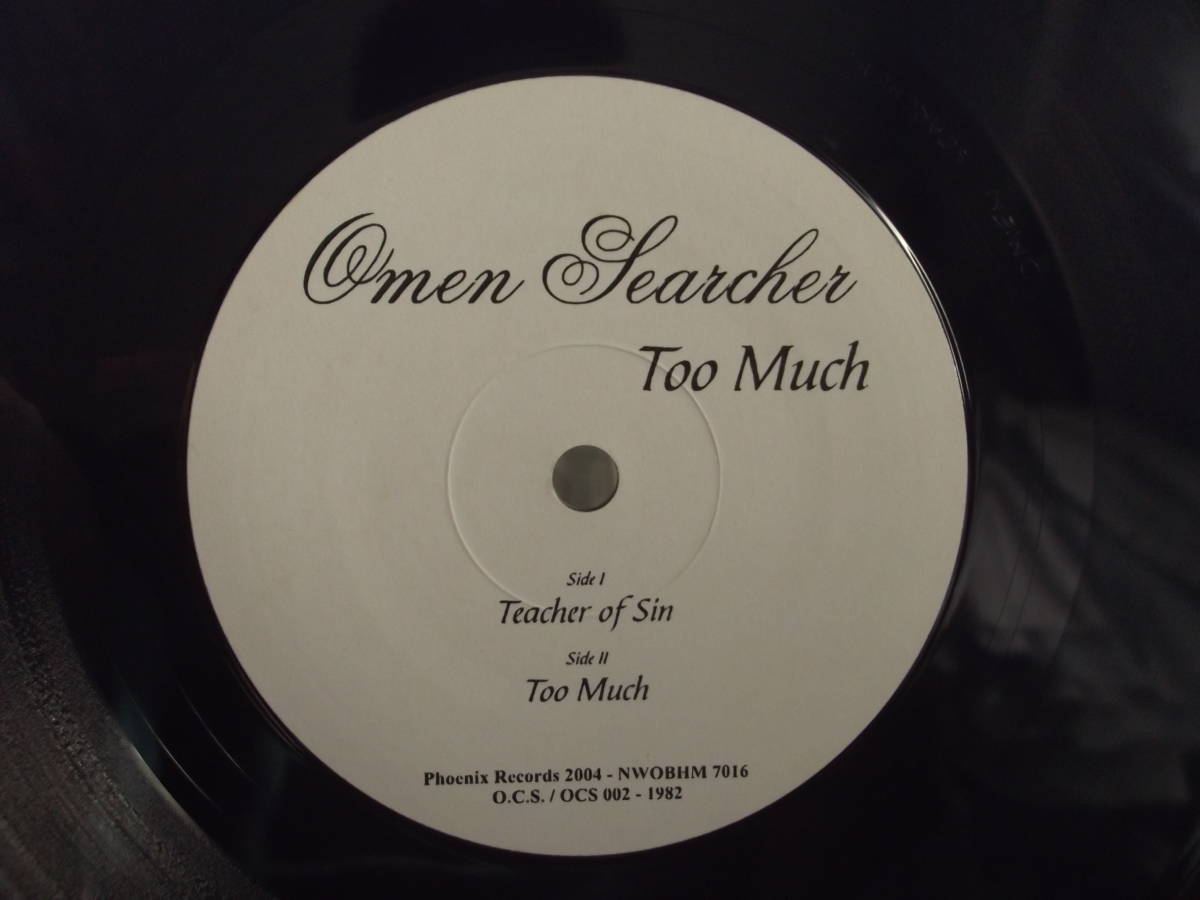 Omen Searcher
Too Much
Side I
Teacher of Sin
Side II
Too Much
Phoenix Records 2004 - NWOBHM 7016
O.C.S. / OCS 002 - 1982